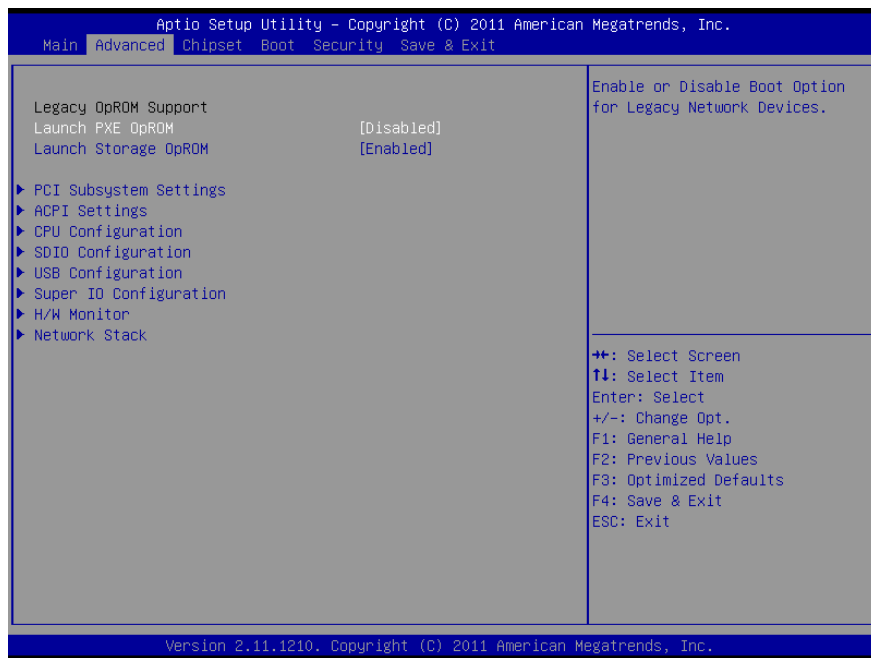 Aptio Setup Utility – Copyright (C) 2011 American Megatrends, Inc.
Main Advanced Chipset Boot Security Save & Exit
Legacy OpROM Support
Launch PXE OpROM [Disabled]
Launch Storage OpROM [Enabled]
PCI Subsystem Settings
ACPI Settings
CPU Configuration
SDIO Configuration
USB Configuration
Super IO Configuration
H/W Monitor
Network Stack
Enable or Disable Boot Option
for Legacy Network Devices.
→←: Select Screen
↑↓: Select Item
Enter: Select
+/-: Change Opt.
F1: General Help
F2: Previous Values
F3: Optimized Defaults
F4: Save & Exit
ESC: Exit
Version 2.11.1210. Copyright (C) 2011 American Megatrends, Inc.